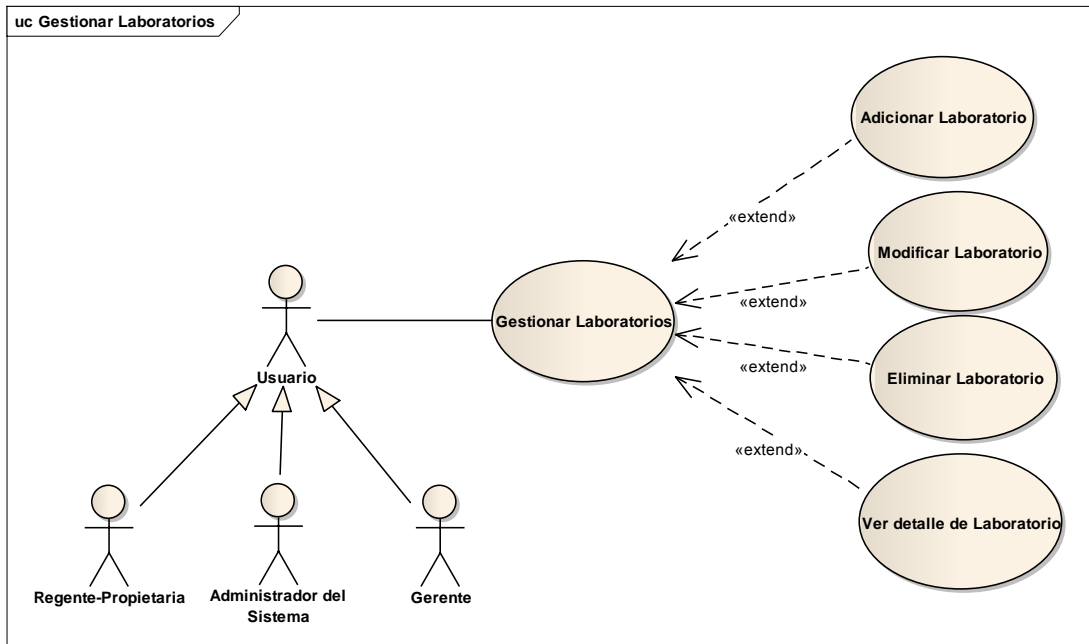 uc Gestionar Laboratorios
Adicionar Laboratorio
«extend»
Modificar Laboratorio
«extend»
Gestionar Laboratorios
«extend»
Eliminar Laboratorio
Usuario
«extend»
Ver detalle de Laboratorio
Regente-Propietaria
Administrador del
Sistema
Gerente